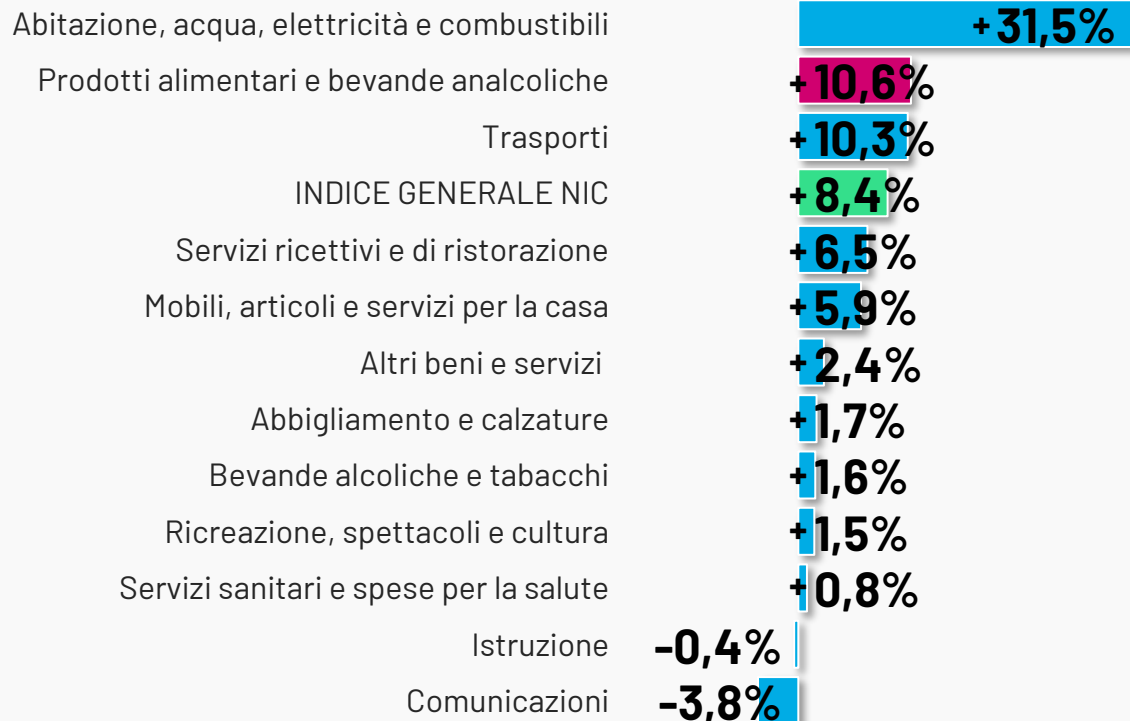 Abitazione, acqua, elettricità e combustibili +31,5%
Prodotti alimentari e bevande analcoliche +10,6%
Trasporti +10,3%
INDICE GENERALE NIC +8,4%
Servizi ricettivi e di ristorazione +6,5%
Mobili, articoli e servizi per la casa +5,9%
Altri beni e servizi +2,4%
Abbigliamento e calzature +1,7%
Bevande alcoliche e tabacchi +1,6%
Ricreazione, spettacoli e cultura +1,5%
Servizi sanitari e spese per la salute +0,8%
Istruzione -0,4%
Comunicazioni -3,8%